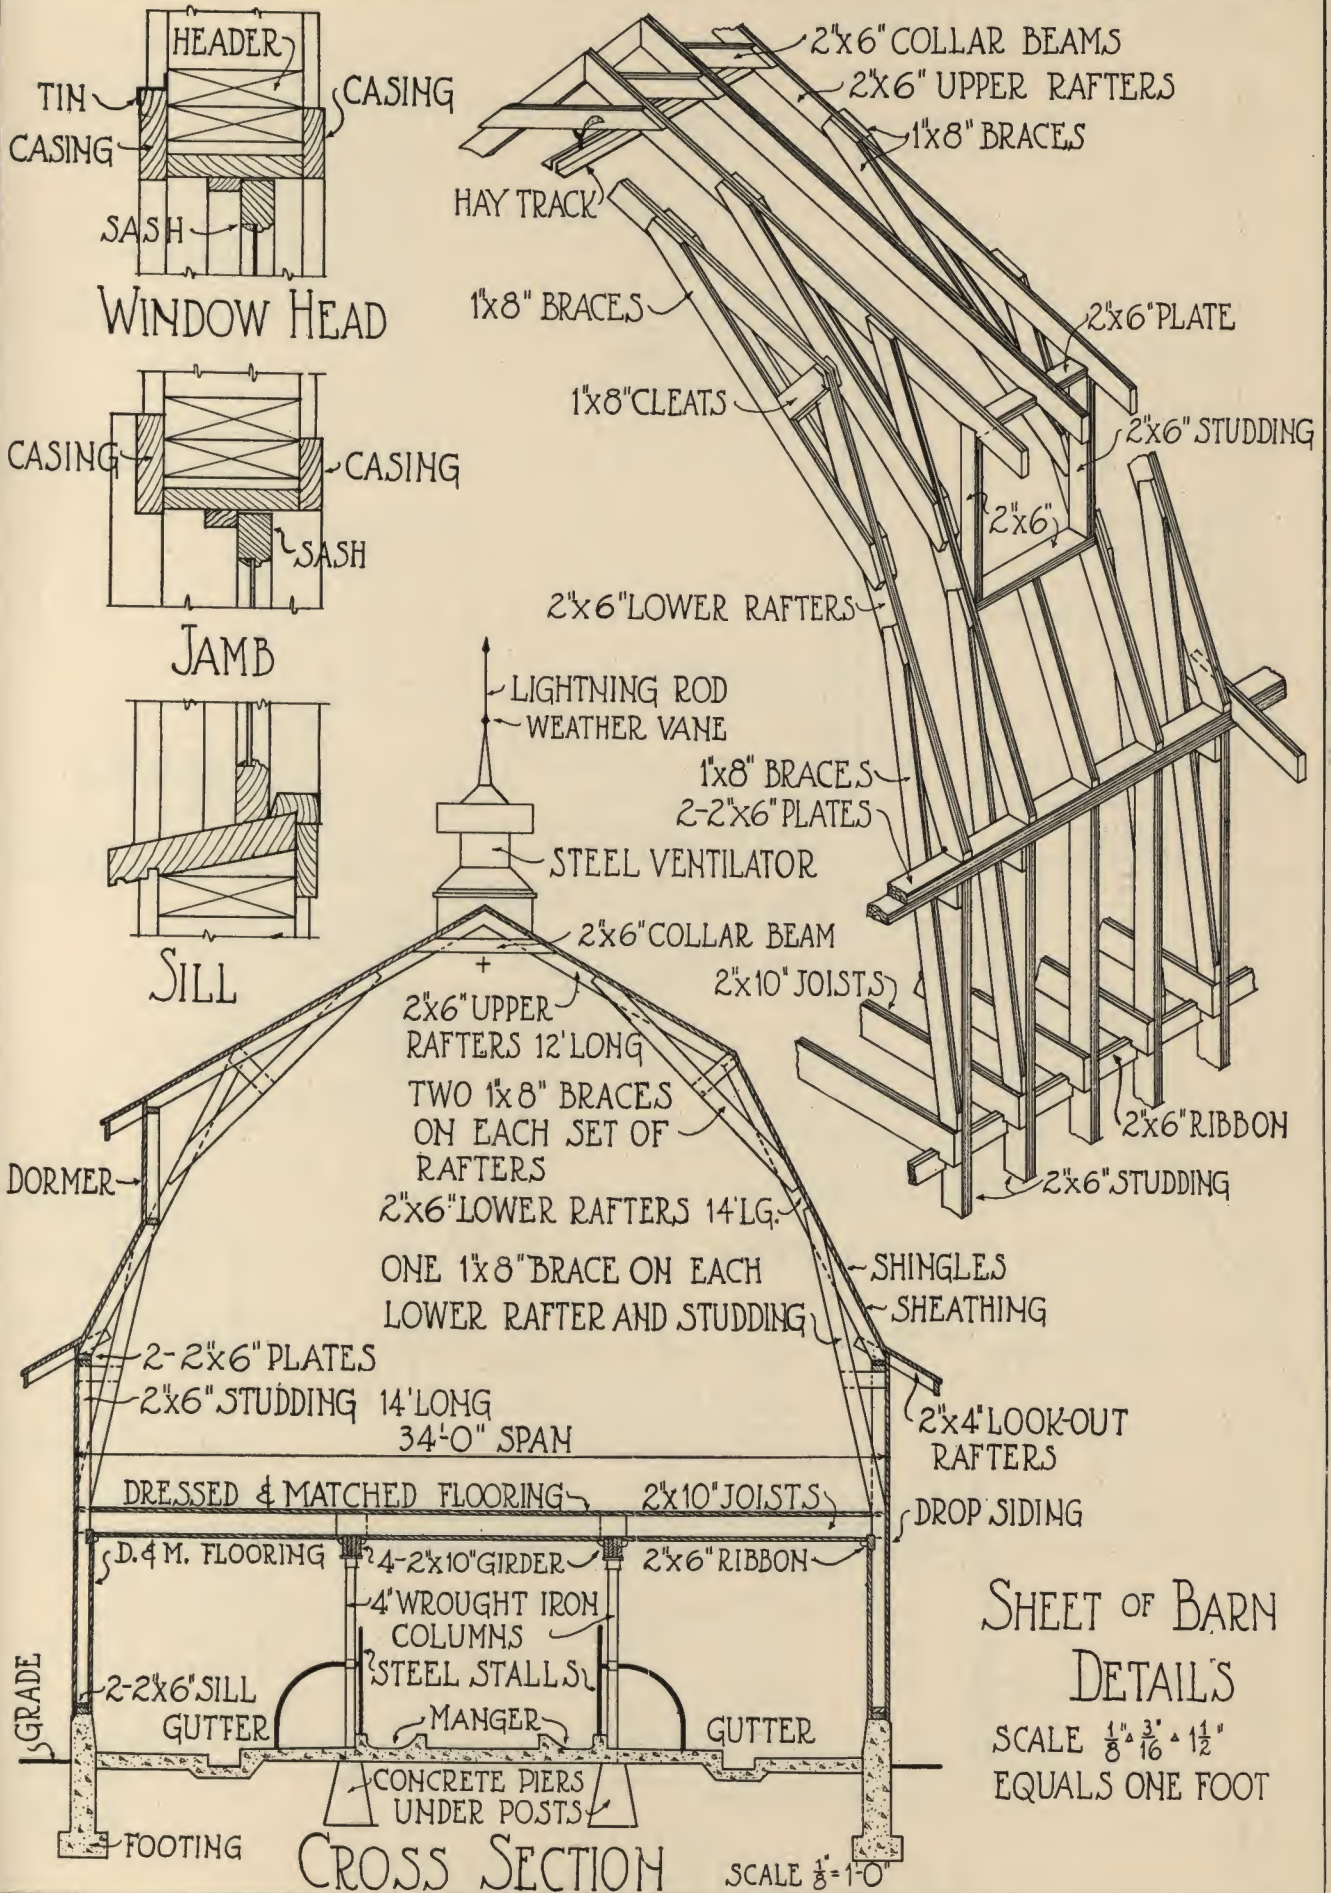 HEADER
TIN
CASING
CASING
SASH
WINDOW HEAD
CASING
CASING
SASH
JAMB
SILL
2"X6" COLLAR BEAMS
2"X6" UPPER RAFTERS
1"X8" BRACES
HAY TRACK
1"X8" BRACES
2"X6" PLATE
1"X8" CLEATS
2"X6" STUDDING
2"X6"
2"X6" LOWER RAFTERS
1"X8" BRACES
2-2"X6" PLATES
2"X10" JOISTS
2"X6" RIBBON
2"X6" STUDDING
LIGHTNING ROD
WEATHER VANE
STEEL VENTILATOR
2"X6" COLLAR BEAM
2"X6" UPPER
RAFTERS 12' LONG
TWO 1"X8" BRACES
ON EACH SET OF
RAFTERS
DORMER
2"X6" LOWER RAFTERS 14' LG.
ONE 1"X8" BRACE ON EACH
LOWER RAFTER AND STUDDING
SHINGLES
SHEATHING
2-2"X6" PLATES
2"X6" STUDDING 14' LONG
34'-0" SPAN
2"X4" LOOK-OUT
RAFTERS
DRESSED & MATCHED FLOORING
2"X10" JOISTS
DROP SIDING
D. & M. FLOORING
4-2"X10" GIRDER
2"X6" RIBBON
4" WROUGHT IRON
COLUMNS
STEEL STALLS
GRADE
2-2"X6" SILL
GUTTER
MANGER
GUTTER
CONCRETE PIERS
UNDER POSTS
FOOTING
CROSS SECTION
SCALE 1/8" = 1'-0"
SHEET OF BARN
DETAILS
SCALE 1/8" 3/16" 1 1/2"
EQUALS ONE FOOT